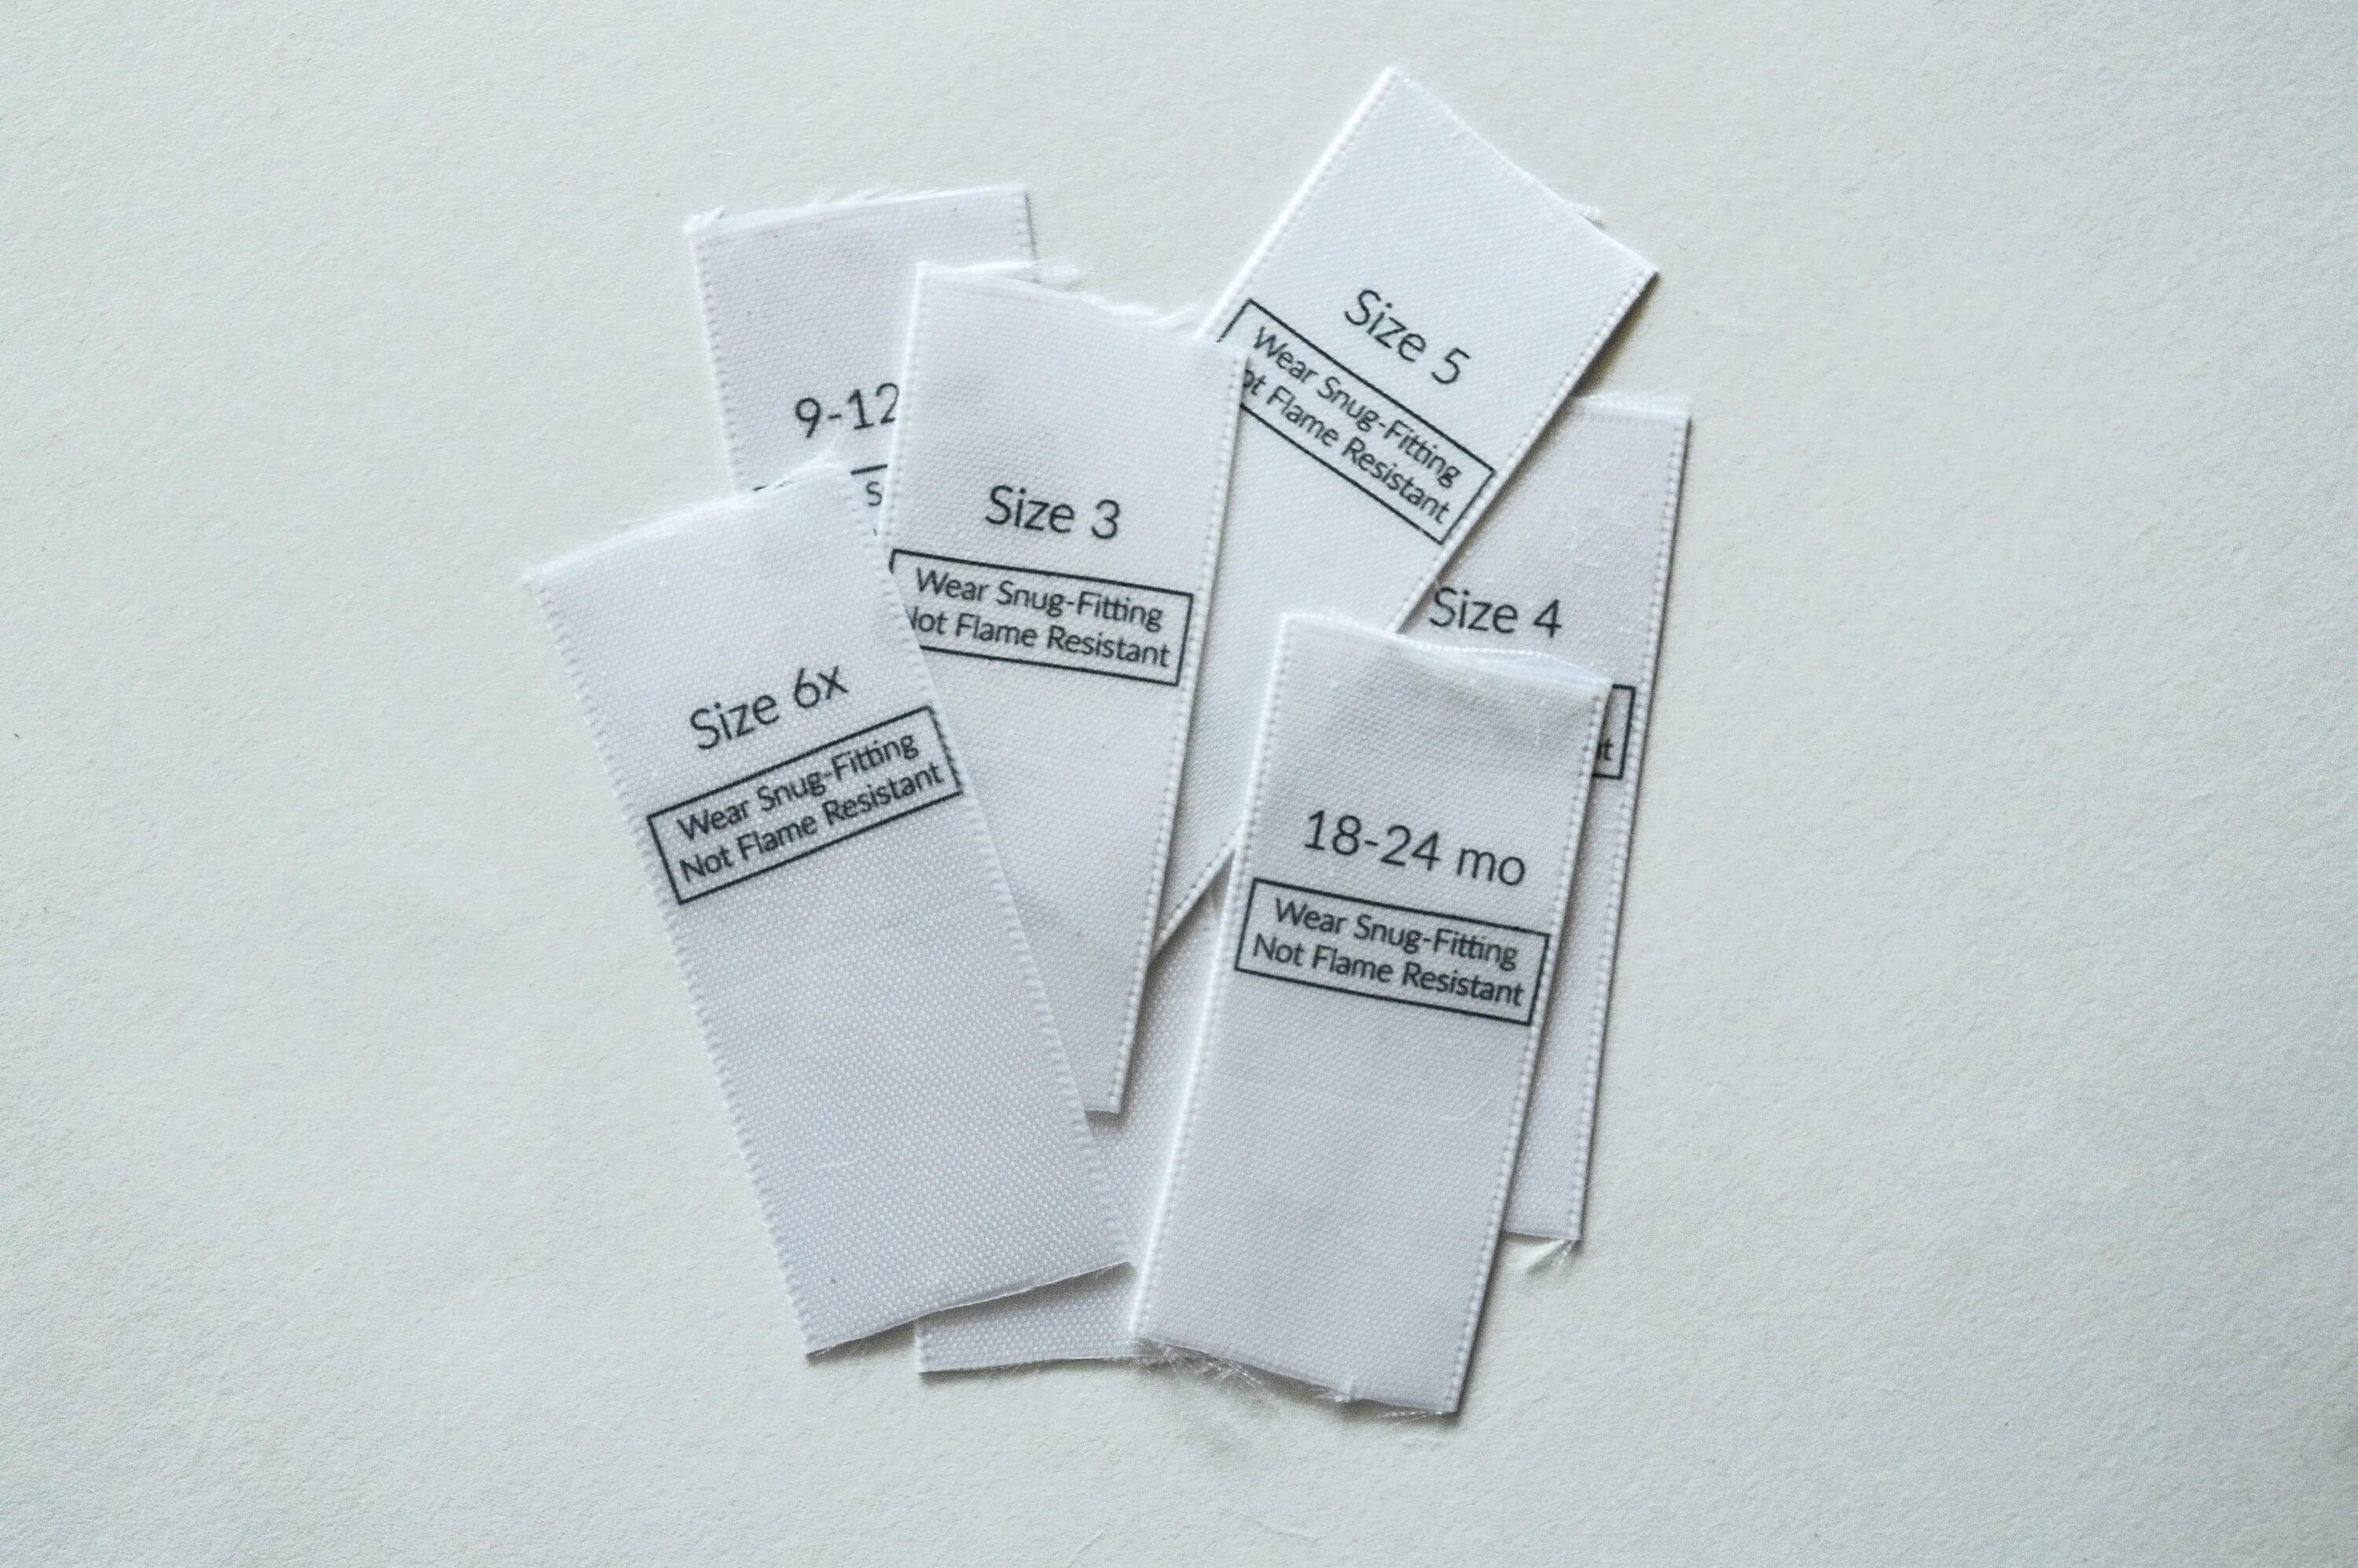 9-12
S
Size 3
Wear Snug-Fitting
Not Flame Resistant
Size 5
Wear Snug-Fitting
Not Flame Resistant
Size 4
Size 6x
Wear Snug-Fitting
Not Flame Resistant
18-24 mo
Wear Snug-Fitting
Not Flame Resistant